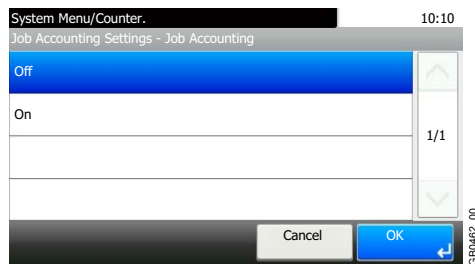 System Menu/Counter.
10:10
Job Accounting Settings - Job Accounting
Off
On
1/1
Cancel
OK
GB0462_00